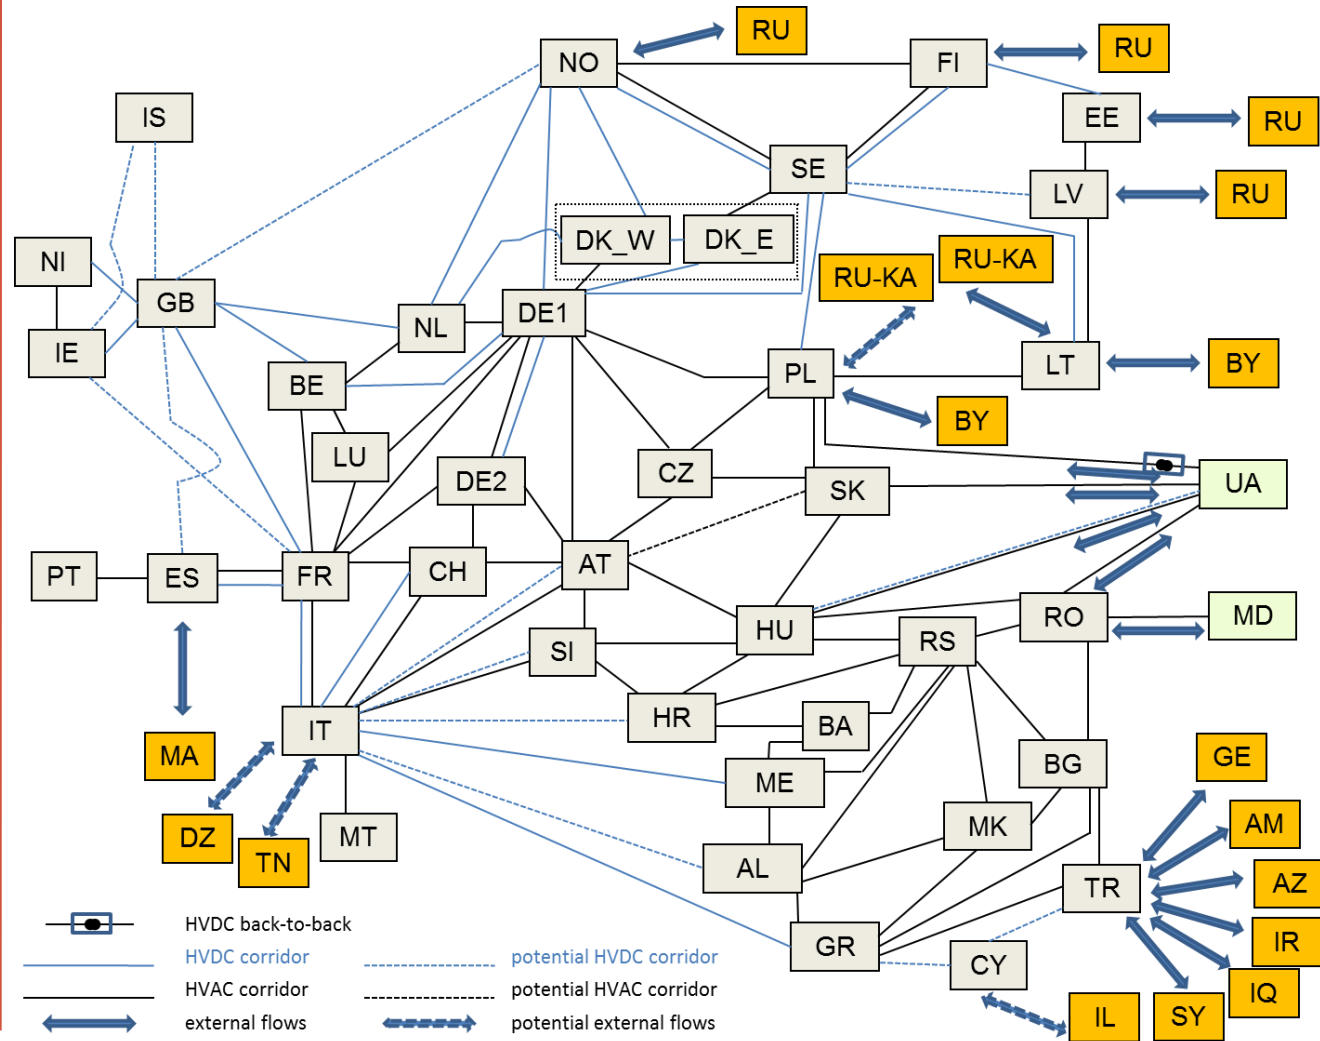 RU
NO
FI
RU
IS
EE
RU
SE
LV
RU
NI
DK_W
DK_E
RU-KA
RU-KA
GB
NL
DE1
IE
BE
PL
LT
BY
BY
LU
DE2
CZ
SK
UA
PT
ES
FR
CH
AT
HU
RO
MD
SI
RS
IT
HR
BA
MA
ME
BG
GE
DZ
TN
MT
MK
AM
AL
TR
AZ
GR
CY
IR
IQ
IL
SY
HVDC back-to-back
HVDC corridor
potential HVDC corridor
HVAC corridor
potential HVAC corridor
external flows
potential external flows